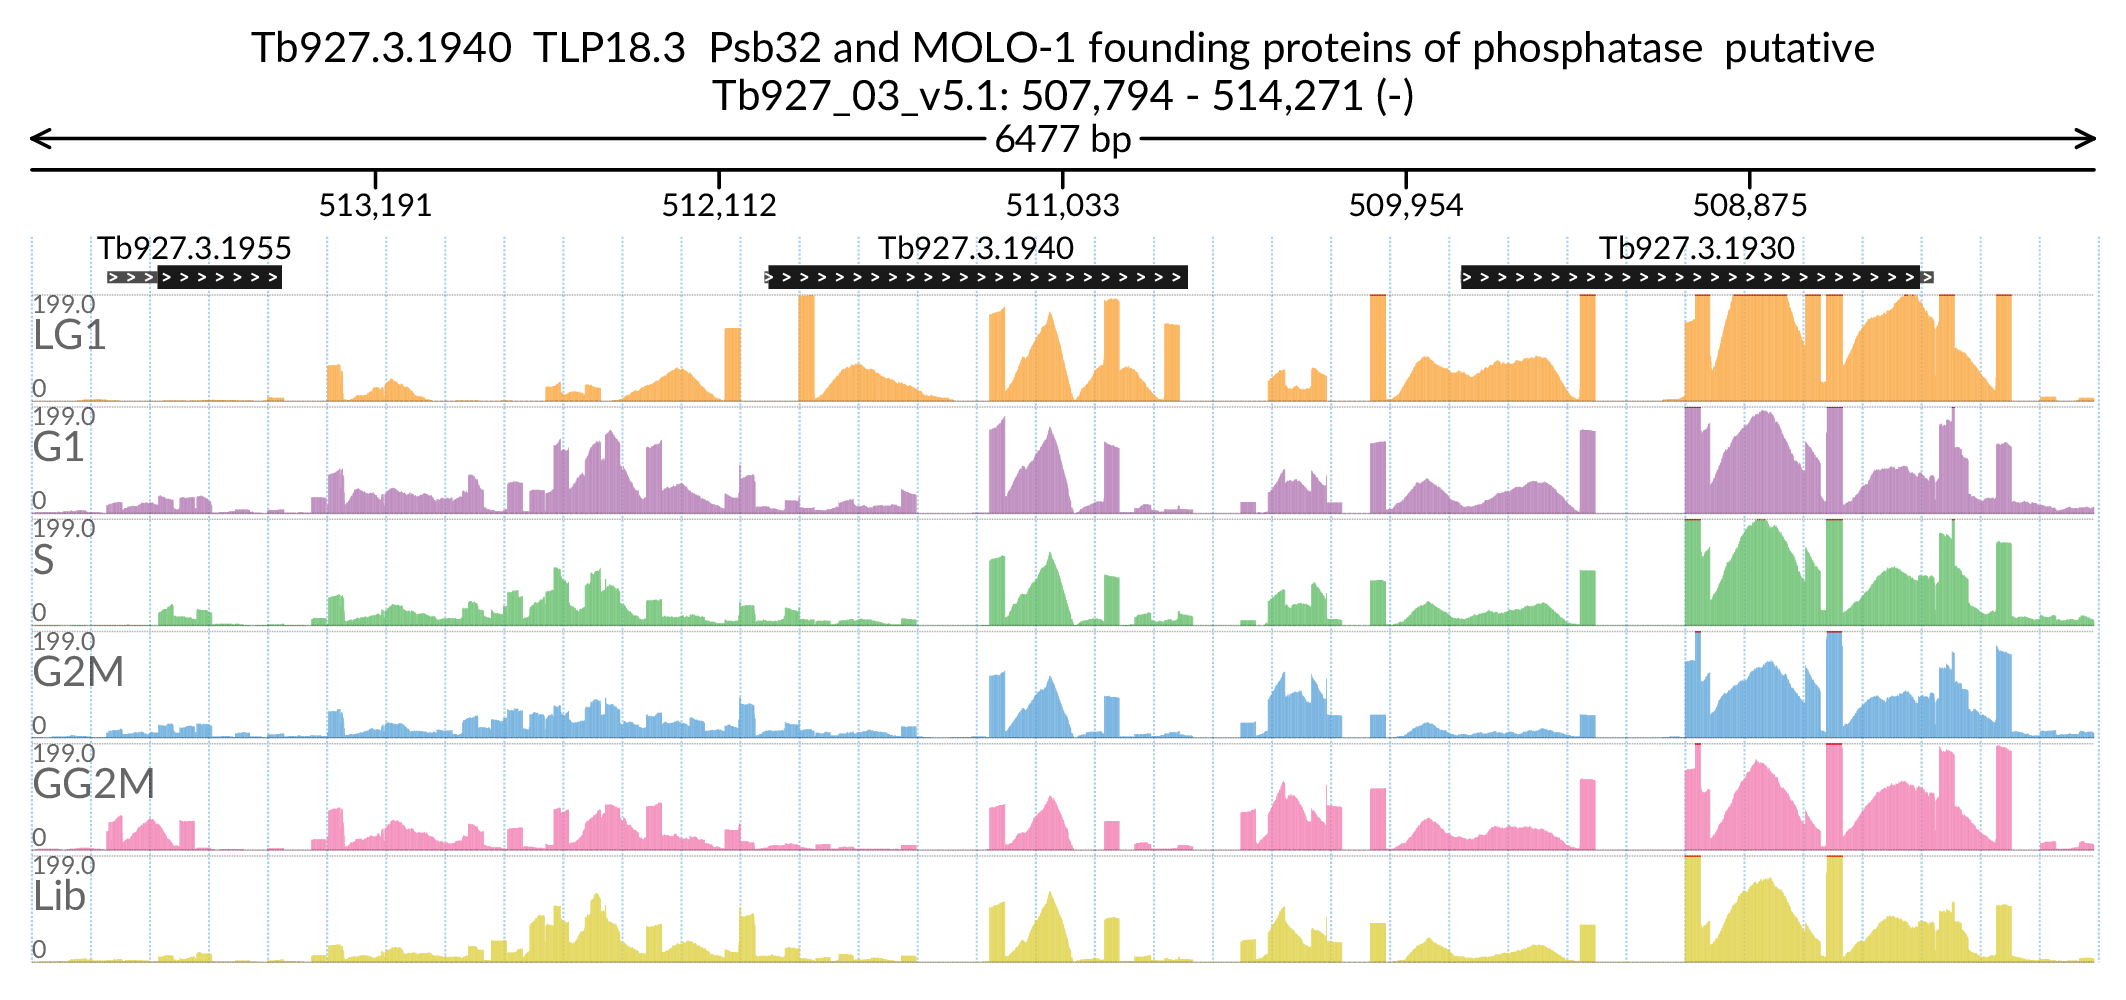 Tb927.3.1940  TLP18.3  Psb32 and MOLO-1 founding proteins of phosphatase  putative
Tb927_03_v5.1: 507,794 - 514,271 (-)
6477 bp
513,191 512,112 511,033 509,954 508,875
Tb927.3.1955 Tb927.3.1940 Tb927.3.1930
199.0
LG1
0
199.0
G1
0
199.0
S
0
199.0
G2M
0
199.0
GG2M
0
199.0
Lib
0